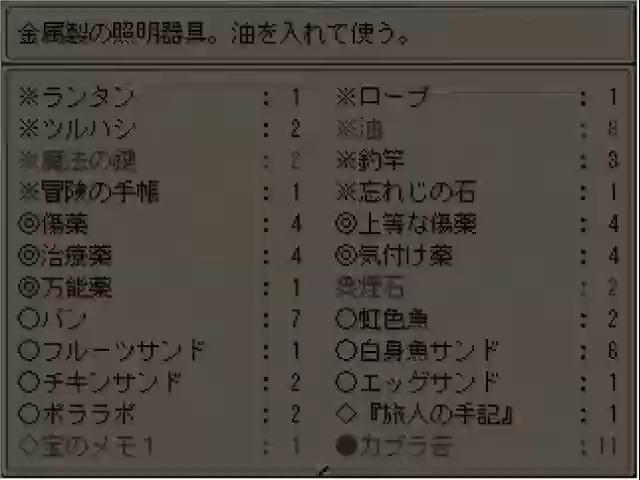 金属製の照明器具。油を入れて使う。
※ランタン : 1 ※ロープ : 1
※ツルハシ : 2 ※油 : 8
※魔法の鍵 : 2 ※釣竿 : 3
※冒険の手帳 : 1 ※忘れじの石 : 1
◎傷薬 : 4 ◎上等な傷薬 : 4
◎治療薬 : 4 ◎気付け薬 : 4
◎万能薬 : 1 煙石 : 2
○パン : 7 ○虹色魚 : 2
○フルーツサンド : 1 ○白身魚サンド : 6
○チキンサンド : 2 ○エッグサンド : 1
○ポララポ : 2 ◇『旅人の手記』 : 1
◇宝のメモ1 : 1 ●カブラ苔 : 11